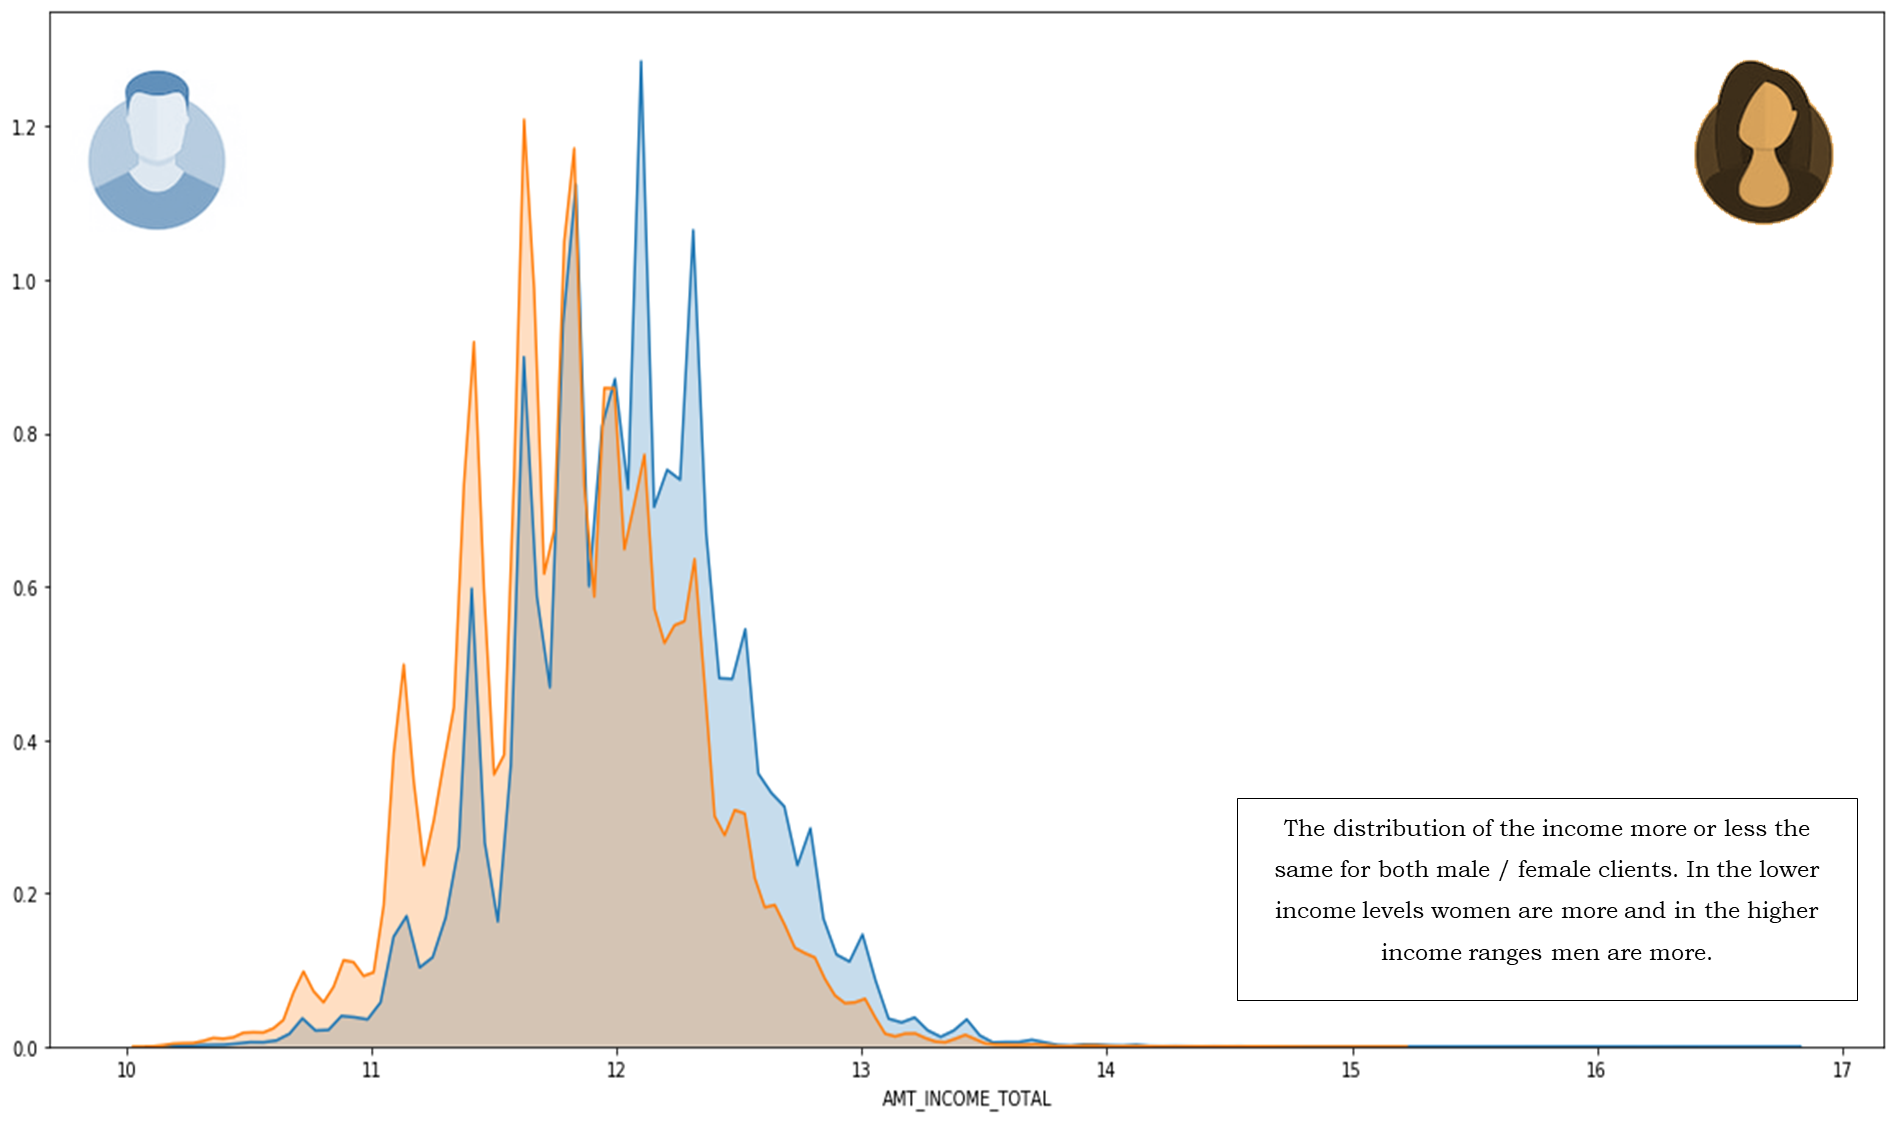 1.2
1.0
0.8
0.6
0.4
0.2
0.0
10 11 12 13 14 15 16 17
AMT_INCOME_TOTAL
The distribution of the income more or less the
same for both male / female clients. In the lower
income levels women are more and in the higher
income ranges men are more.